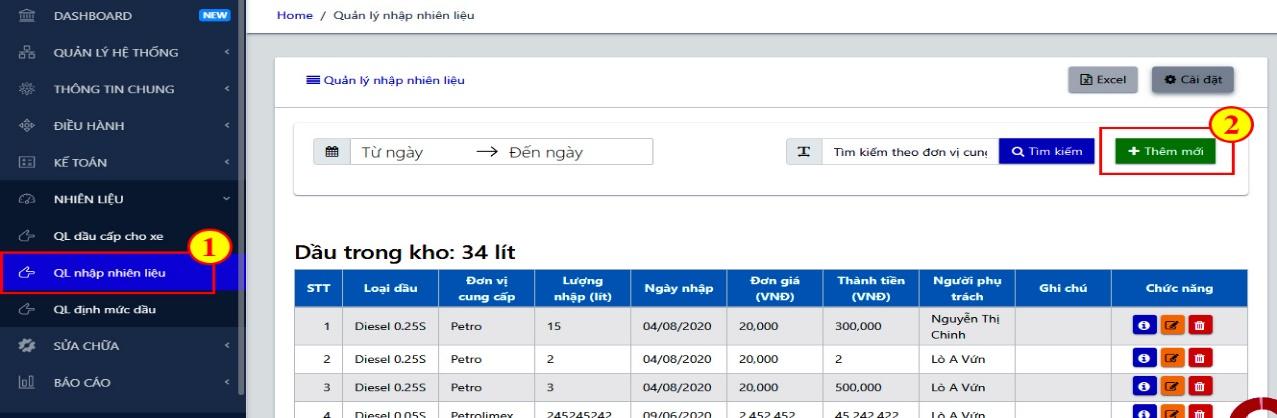 DASHBOARD NEW
QUẢN LÝ HỆ THỐNG
THÔNG TIN CHUNG
ĐIỀU HÀNH
KẾ TOÁN
NHIÊN LIỆU
QL dầu cấp cho xe
1
QL nhập nhiên liệu
QL định mức dầu
SỬA CHỮA
BÁO CÁO
Home / Quản lý nhập nhiên liệu
Quản lý nhập nhiên liệu
Excel
Cài đặt
2
Từ ngày → Đến ngày
Tìm kiếm theo đơn vị cung
Tìm kiếm
+ Thêm mới
Dầu trong kho: 34 lít
STT Loại dầu Đơn vị cung cấp Lượng nhập (lít) Ngày nhập Đơn giá (VNĐ) Thành tiền (VNĐ) Người phụ trách Ghi chú Chức năng
1 Diesel 0.25S Petro 15 04/08/2020 20,000 300,000 Nguyễn Thị Chinh
2 Diesel 0.25S Petro 2 04/08/2020 20,000 2 Lò A Vứn
3 Diesel 0.25S Petro 3 04/08/2020 20,000 500,000 Lò A Vứn
4 Diesel 0.05S Petrolimex 245245242 09/06/2020 2,452,452 45,242,422 Lò A Vứn